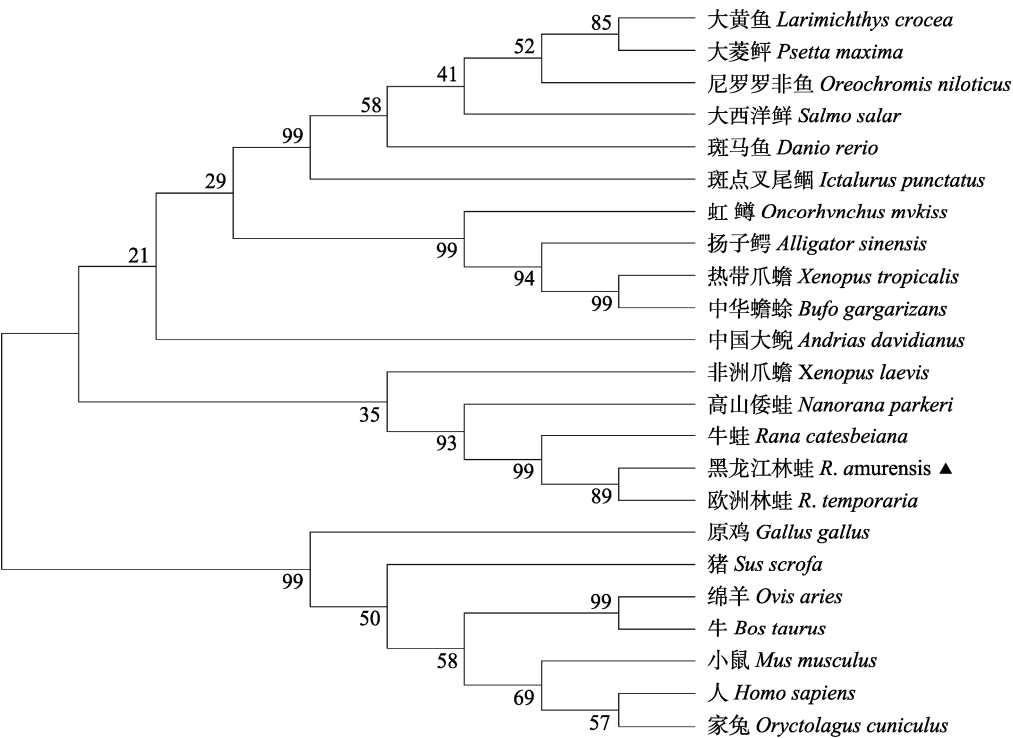 85
大黄鱼 Larimichthys crocea
大菱鲆 Psetta maxima
52
尼罗罗非鱼 Oreochromis niloticus
41
大西洋鲜 Salmo salar
58
斑马鱼 Danio rerio
99
斑点叉尾鮰 Ictalurus punctatus
29
虹 鳟 Oncorhvnchus mvkiss
99
扬子鳄 Alligator sinensis
94
热带爪蟾 Xenopus tropicalis
99
中华蟾蜍 Bufo gargarizans
21
中国大鲵 Andrias davidianus
非洲爪蟾 Xenopus laevis
35
高山倭蛙 Nanorana parkeri
93
牛蛙 Rana catesbeiana
99
黑龙江林蛙 R. amurensis ▲
89
欧洲林蛙 R. temporaria
原鸡 Gallus gallus
99
猪 Sus scrofa
50
99
绵羊 Ovis aries
牛 Bos taurus
58
小鼠 Mus musculus
69
人 Homo sapiens
57
家兔 Oryctolagus cuniculus